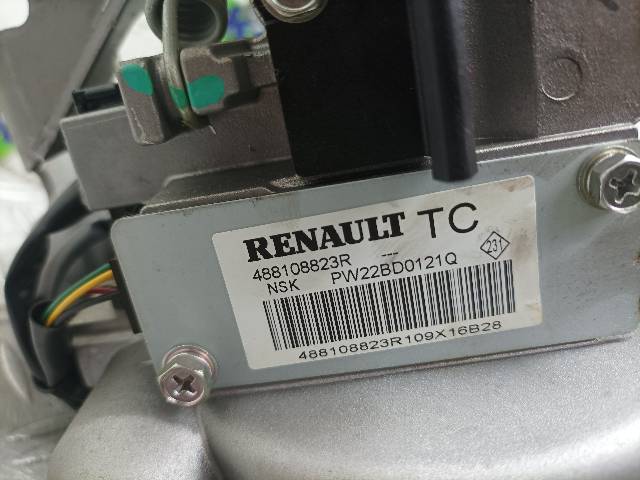 RENAULT TC
488108823R ---
NSK PW22BD0121Q
231
488108823R109X16B28